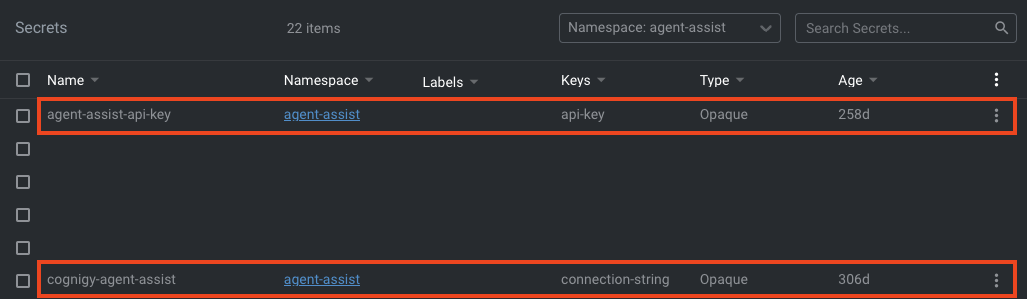 Secrets 22 items Namespace: agent-assist Search Secrets...
Name Namespace Labels Keys Type Age
agent-assist-api-key agent-assist api-key Opaque 258d
cognigy-agent-assist agent-assist connection-string Opaque 306d